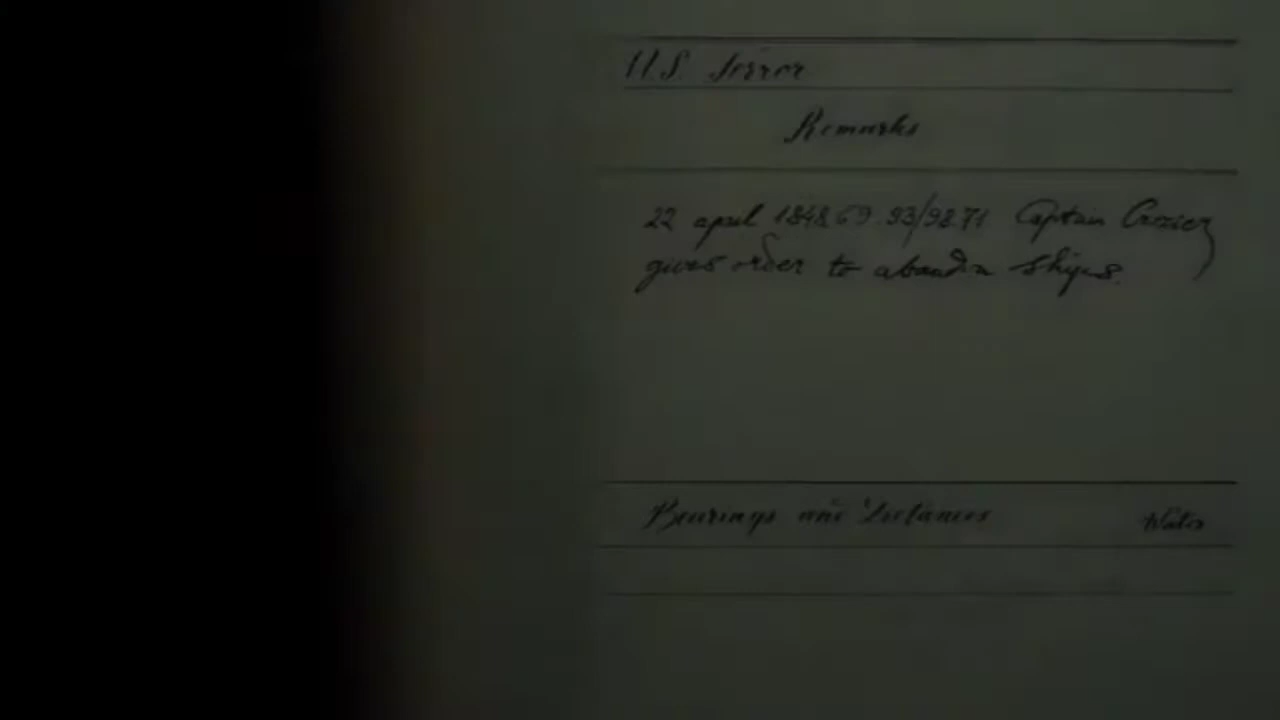 H.S. Terror
Remarks
22 april 1848 69.93/98.71 Captain Crozier
gives order to abandon ships.
Bearings and Distances Water